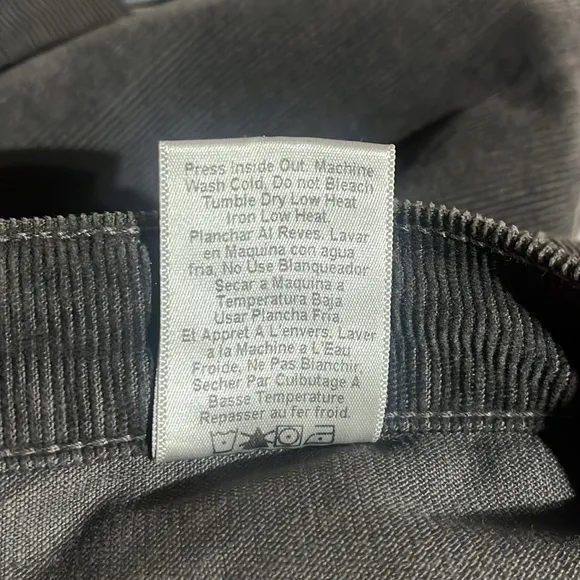 Press Inside Out, Machine
Wash Cold, Do not Bleach
Tumble Dry Low Heat
Iron Low Heat.
Planchar Al Reves, Lavar
en Maquina con agua
fria, No Use Blanqueador
Secar a Maquina a
Temperatura Baja
Usar Plancha Fria.
Et Appret A L'envers, Laver
a la Machine a L'Eau
Froide, Ne Pas Blanchir,
Secher Par Culbutage A
Basse Temperature
Repasser au fer froid.